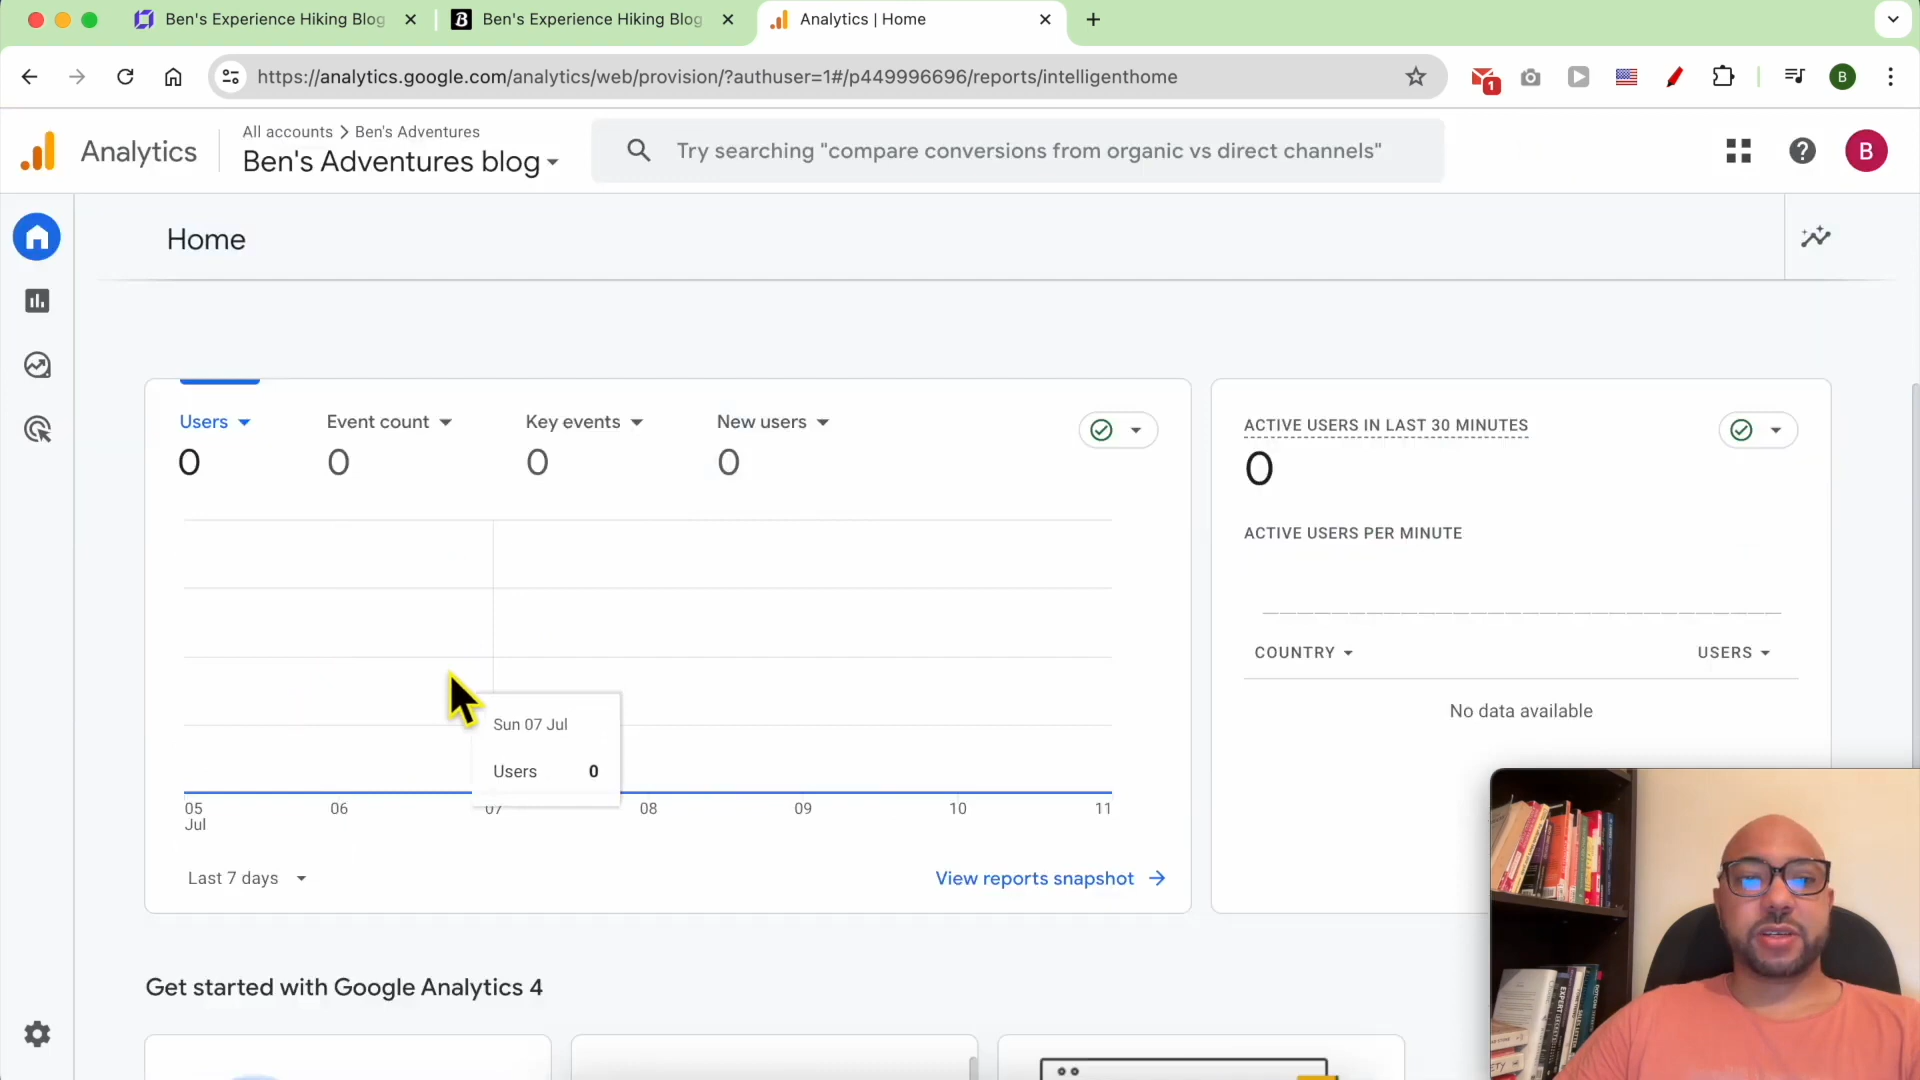 Ben's Experience Hiking Blog
Ben's Experience Hiking Blog
Analytics | Home
https://analytics.google.com/analytics/web/provision/?authuser=1#/p449996696/reports/intelligenthome
1
B
Analytics
All accounts > Ben's Adventures
Ben's Adventures blog
Try searching "compare conversions from organic vs direct channels"
B
Home
Users
Event count
Key events
New users
0
0
0
0
ACTIVE USERS IN LAST 30 MINUTES
0
ACTIVE USERS PER MINUTE
COUNTRY
USERS
No data available
Sun 07 Jul
Users 0
05 Jul
06
07
08
09
10
11
Last 7 days
View reports snapshot
Get started with Google Analytics 4